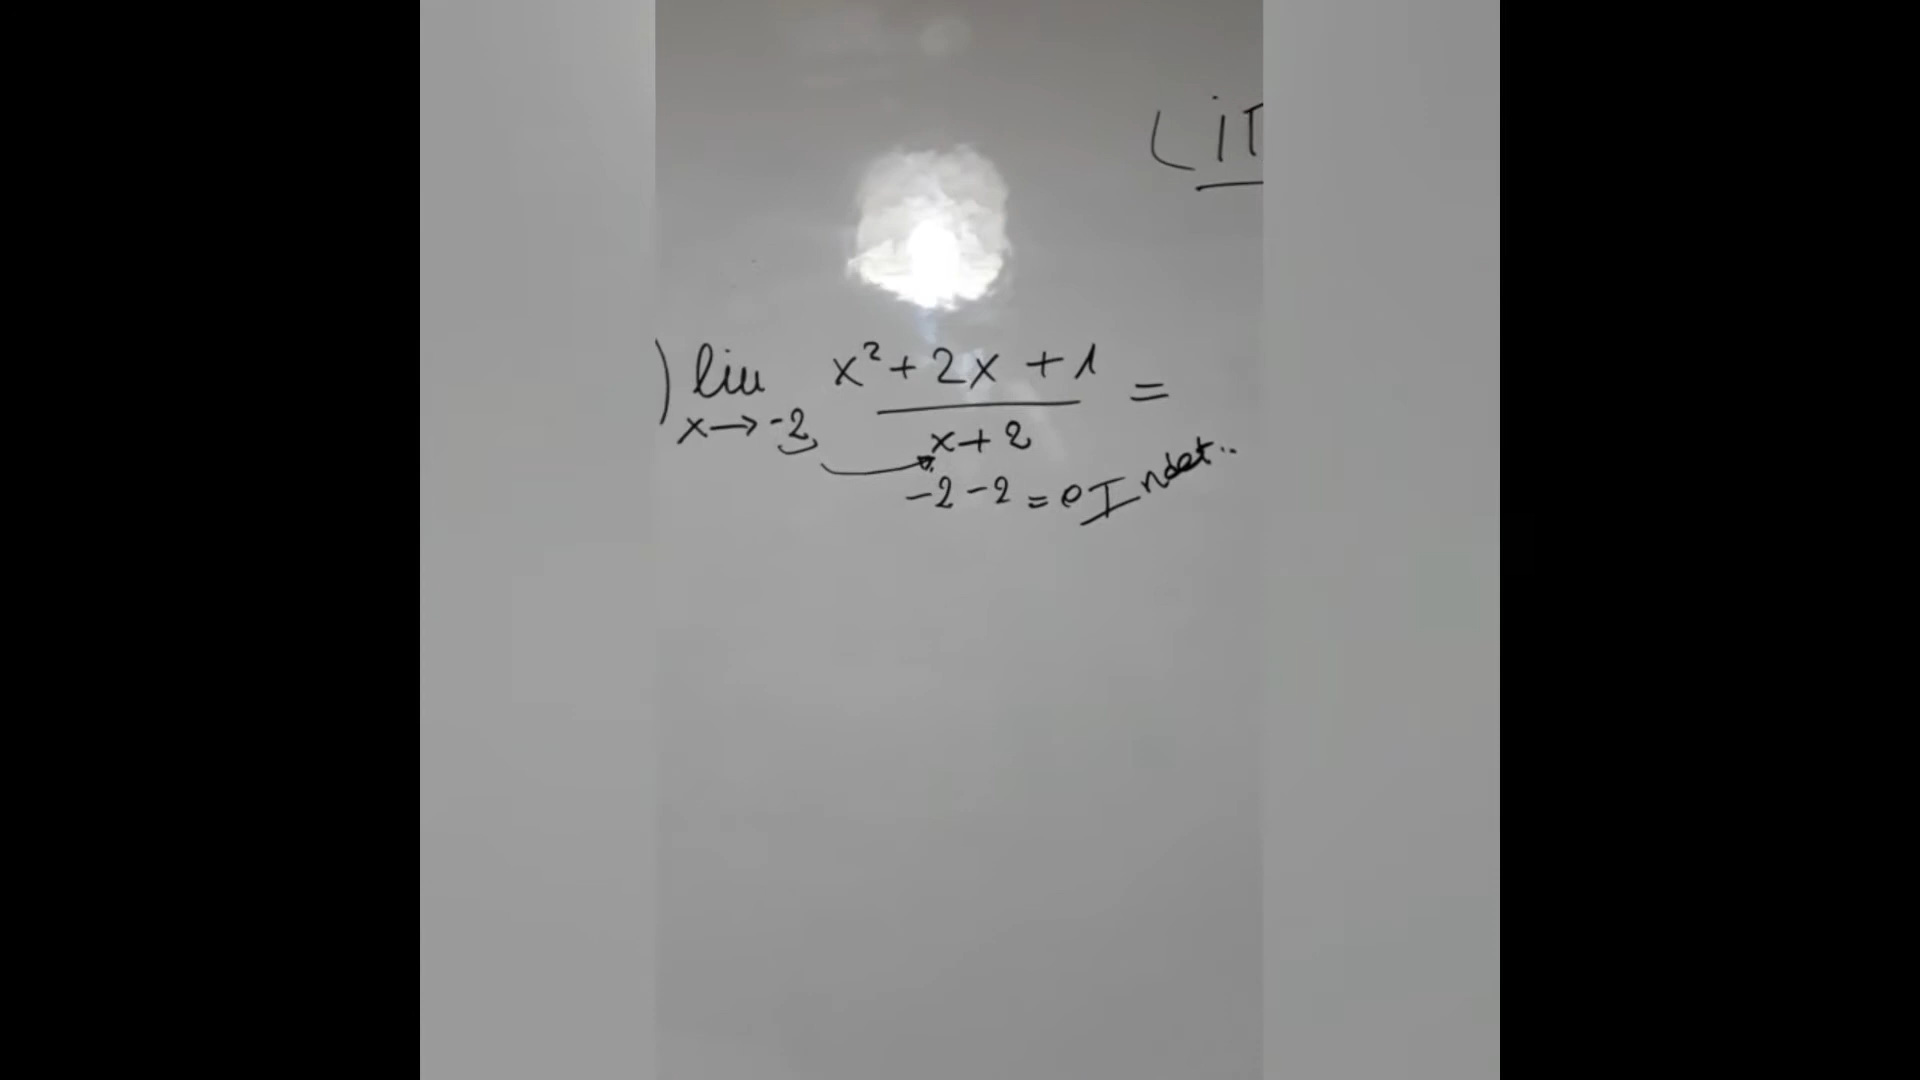 LIT
) lim x² + 2x + 1 =
x→-2 x+2
-2-2=0 Indet..